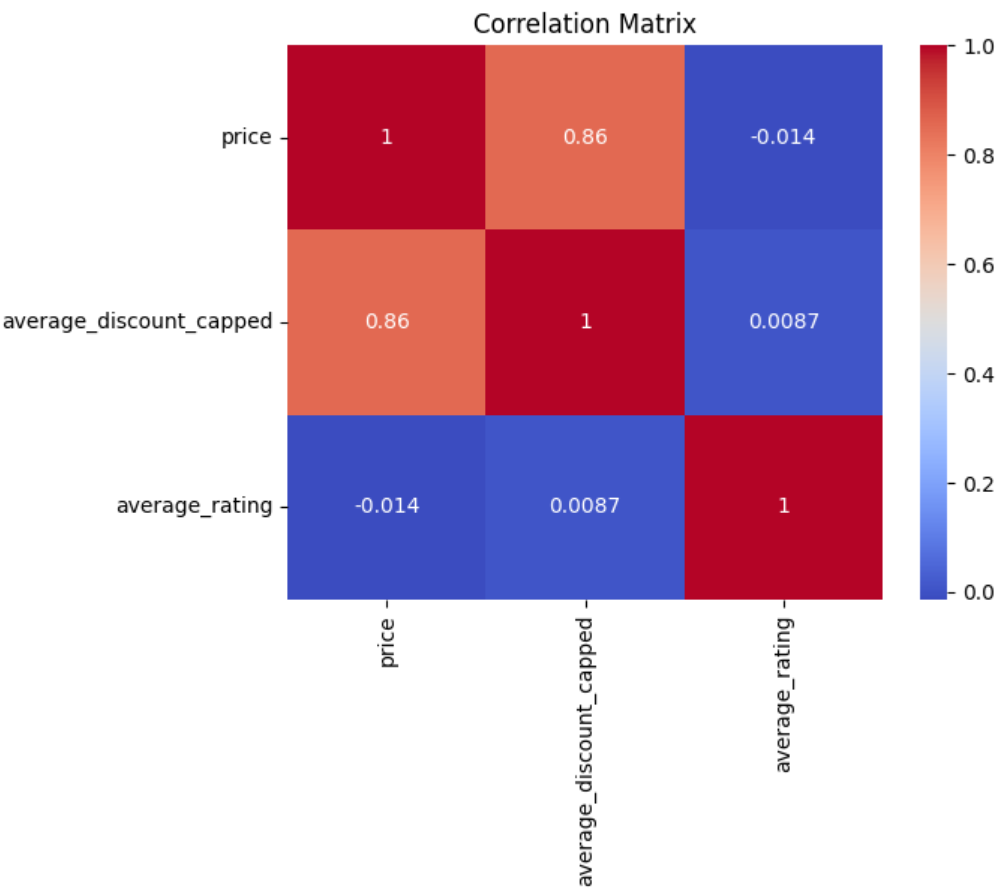 Correlation Matrix
price
1
0.86
-0.014
average_discount_capped
0.86
1
0.0087
average_rating
-0.014
0.0087
1
price
average_discount_capped
average_rating
1.0
0.8
0.6
0.4
0.2
0.0